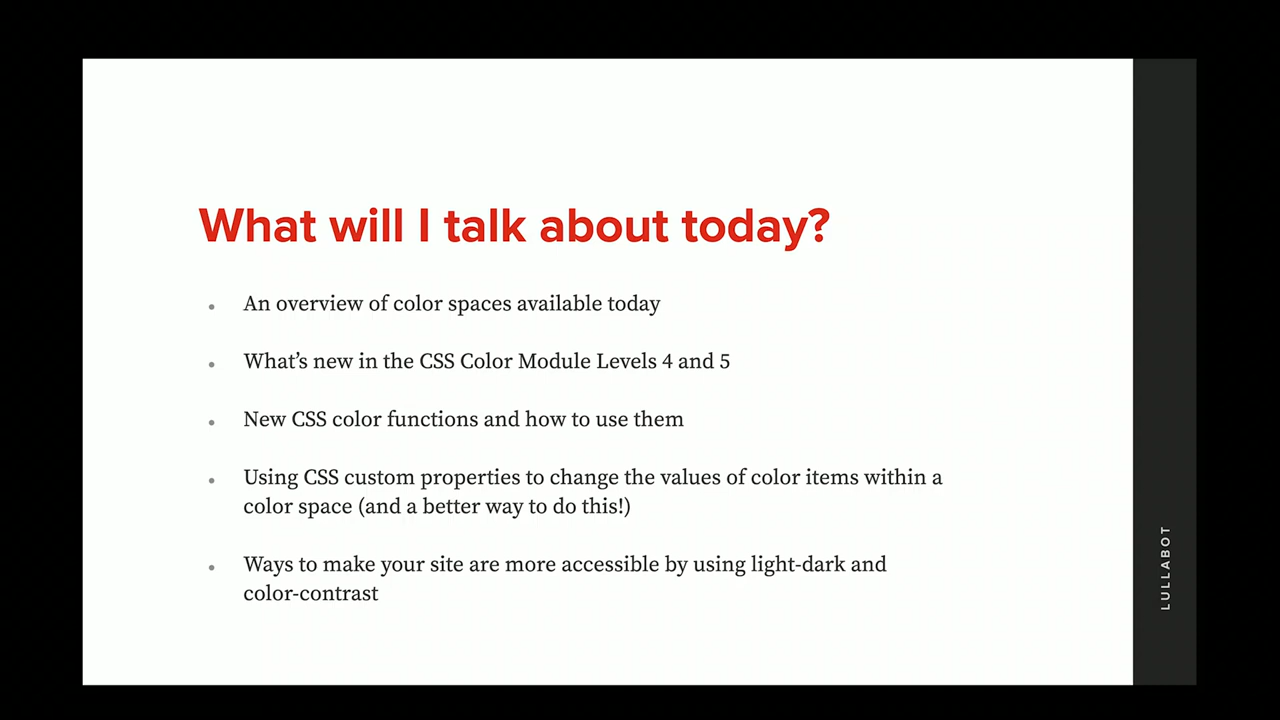 What will I talk about today?
• An overview of color spaces available today
• What's new in the CSS Color Module Levels 4 and 5
• New CSS color functions and how to use them
• Using CSS custom properties to change the values of color items within a
color space (and a better way to do this!)
• Ways to make your site are more accessible by using light-dark and
color-contrast
LULLABOT